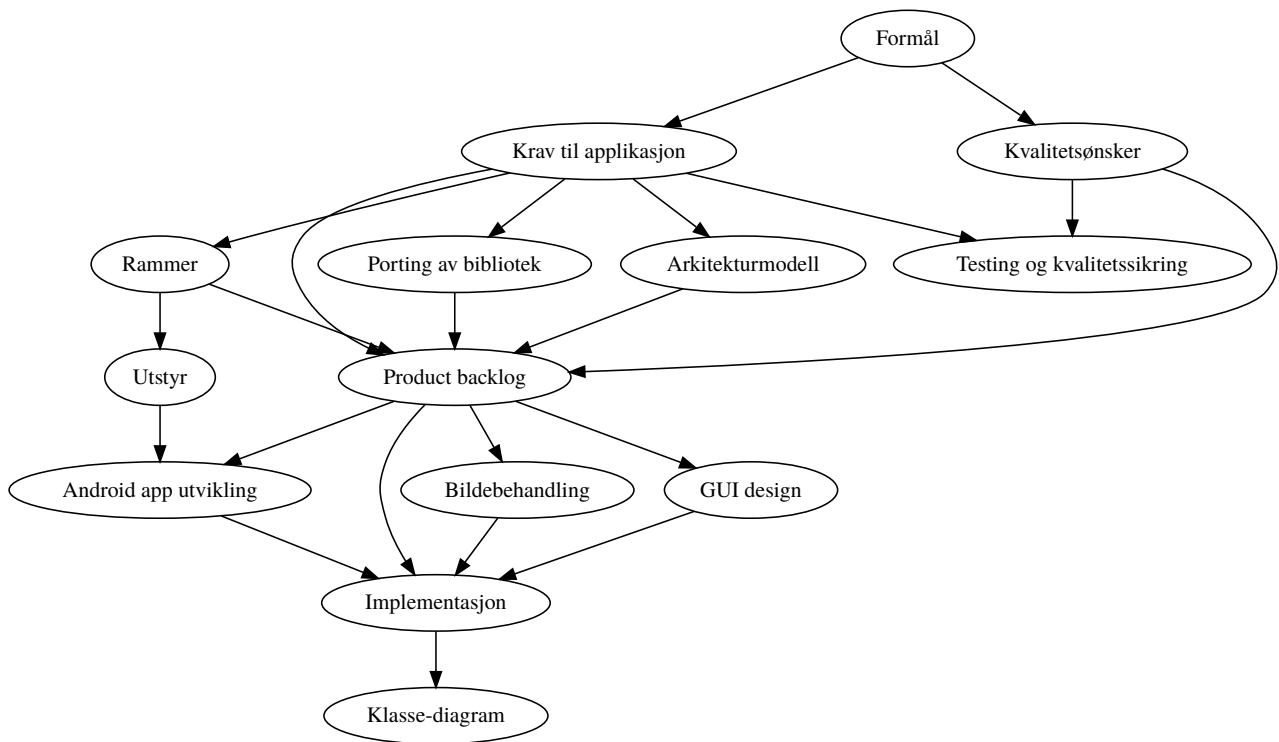 Formål
Krav til applikasjon
Kvalitetsønsker
Rammer
Porting av bibliotek
Arkitekturmodell
Testing og kvalitetssikring
Utstyr
Product backlog
Android app utvikling
Bildebehandling
GUI design
Implementasjon
Klasse-diagram